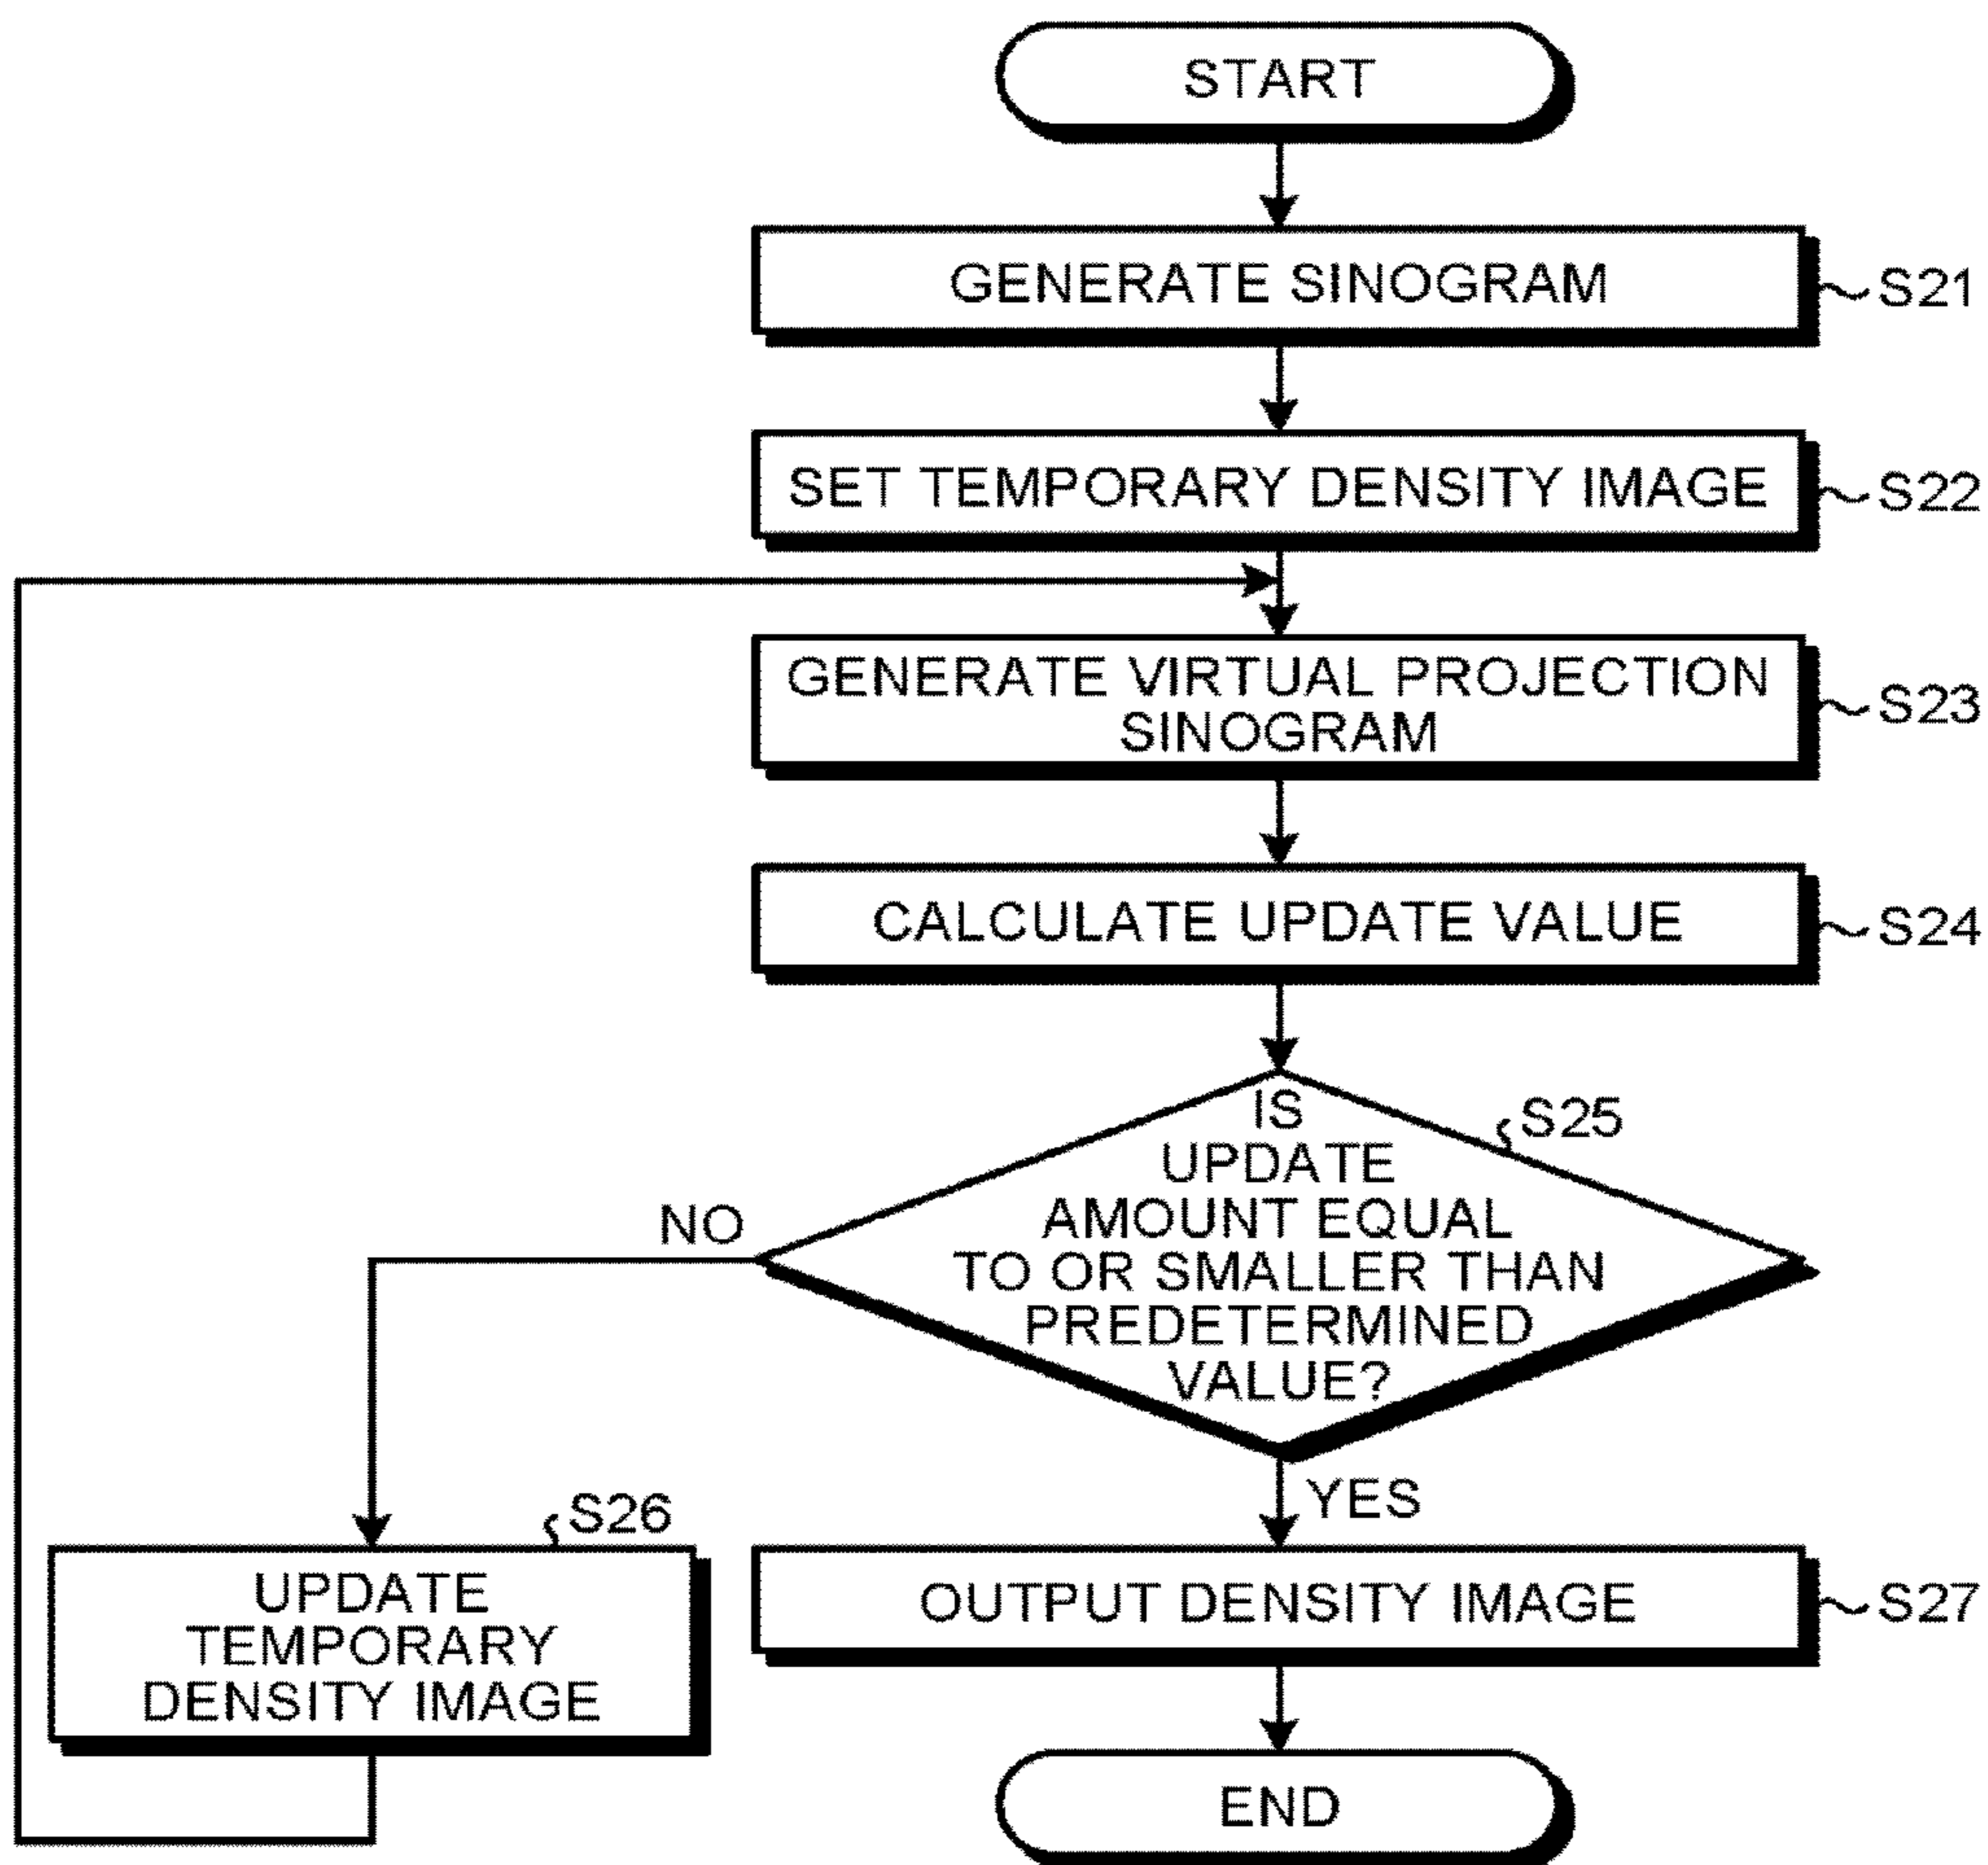 START
GENERATE SINOGRAM
S21
SET TEMPORARY DENSITY IMAGE
S22
GENERATE VIRTUAL PROJECTION
SINOGRAM
S23
CALCULATE UPDATE VALUE
S24
IS
UPDATE
AMOUNT EQUAL
TO OR SMALLER THAN
PREDETERMINED
VALUE?
S25
NO
YES
S26
UPDATE
TEMPORARY
DENSITY IMAGE
OUTPUT DENSITY IMAGE
S27
END